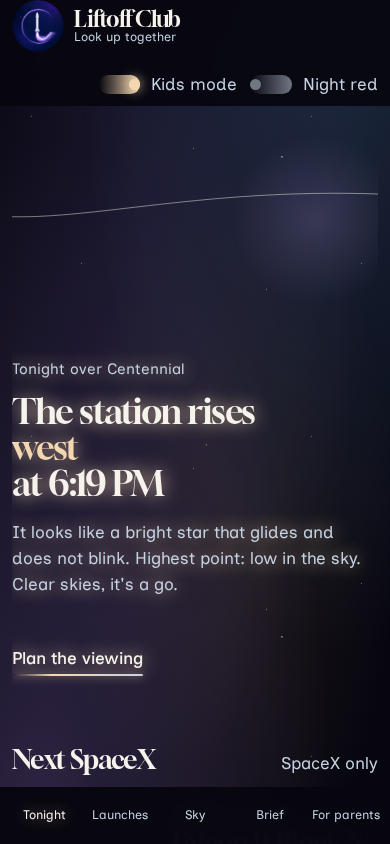 Liftoff Club
Look up together
Kids mode
Night red
Tonight over Centennial
The station rises
west
at 6:19 PM
It looks like a bright star that glides and
does not blink. Highest point: low in the sky.
Clear skies, it's a go.
Plan the viewing
Next SpaceX
SpaceX only
Tonight
Launches
Sky
Brief
For parents